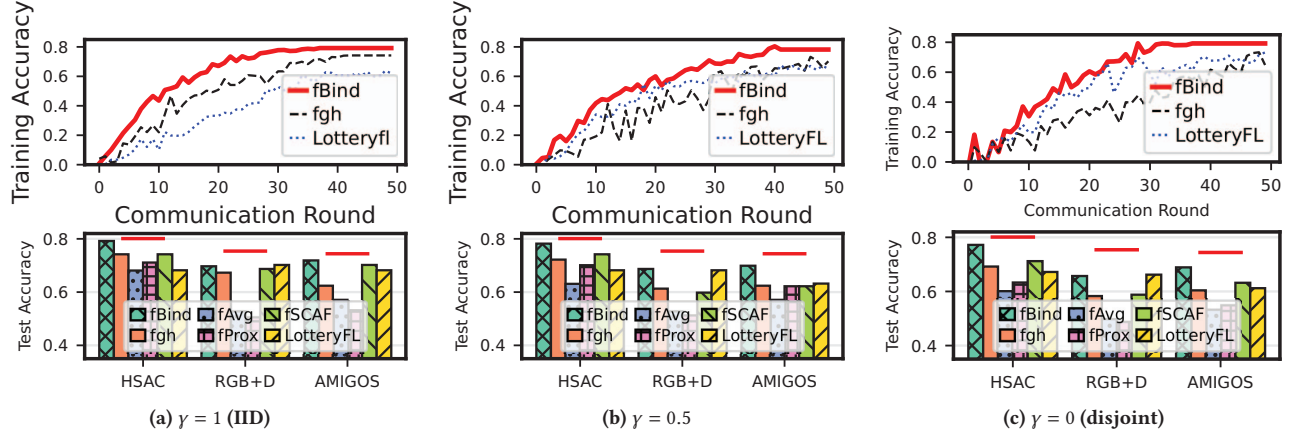 Training Accuracy
0.8
0.6
0.4
0.2
0.0
fBind
fgh
Lotteryfl
0 10 20 30 40 50
Communication Round
Test Accuracy
0.8
0.6
0.4
fBind fAvg fSCAF
fgh fProx LotteryFL
HSAC RGB+D AMIGOS
(a) γ = 1 (IID)
Training Accuracy
0.8
0.6
0.4
0.2
0.0
fBind
fgh
LotteryFL
0 10 20 30 40 50
Communication Round
Test Accuracy
0.8
0.6
0.4
fBind fAvg fSCAF
fgh fProx LotteryFL
HSAC RGB+D AMIGOS
(b) γ = 0.5
Training Accuracy
0.8
0.6
0.4
0.2
0.0
fBind
fgh
LotteryFL
0 10 20 30 40 50
Communication Round
Test Accuracy
0.8
0.6
0.4
fBind fAvg fSCAF
fgh fProx LotteryFL
HSAC RGB+D AMIGOS
(c) γ = 0 (disjoint)